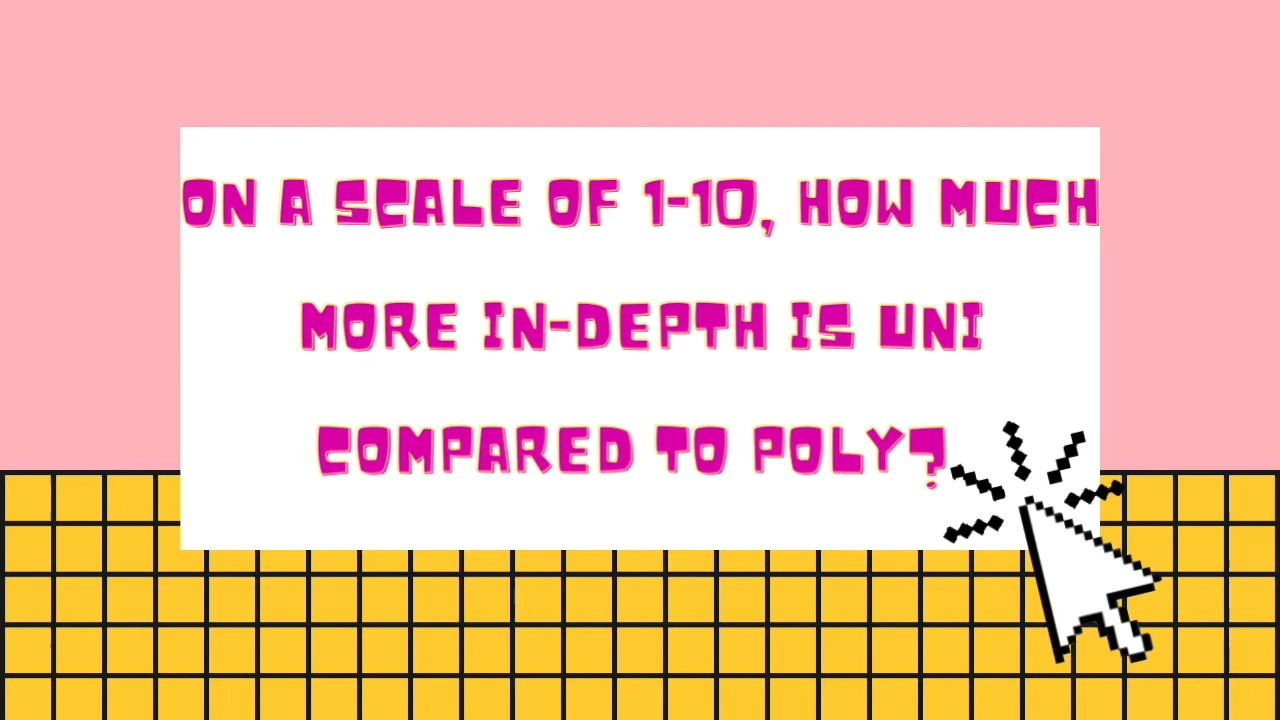 ON A SCALE OF 1-10, HOW MUCH
MORE IN-DEPTH IS UNI
COMPARED TO POLY?